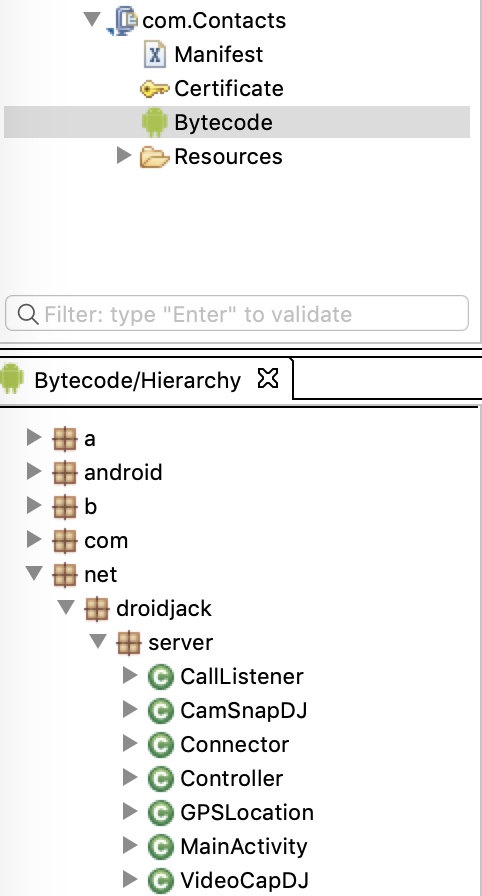 com.Contacts
Manifest
Certificate
Bytecode
Resources
Filter: type "Enter" to validate
Bytecode/Hierarchy
a
android
b
com
net
droidjack
server
CallListener
CamSnapDJ
Connector
Controller
GPSLocation
MainActivity
VideoCapDJ